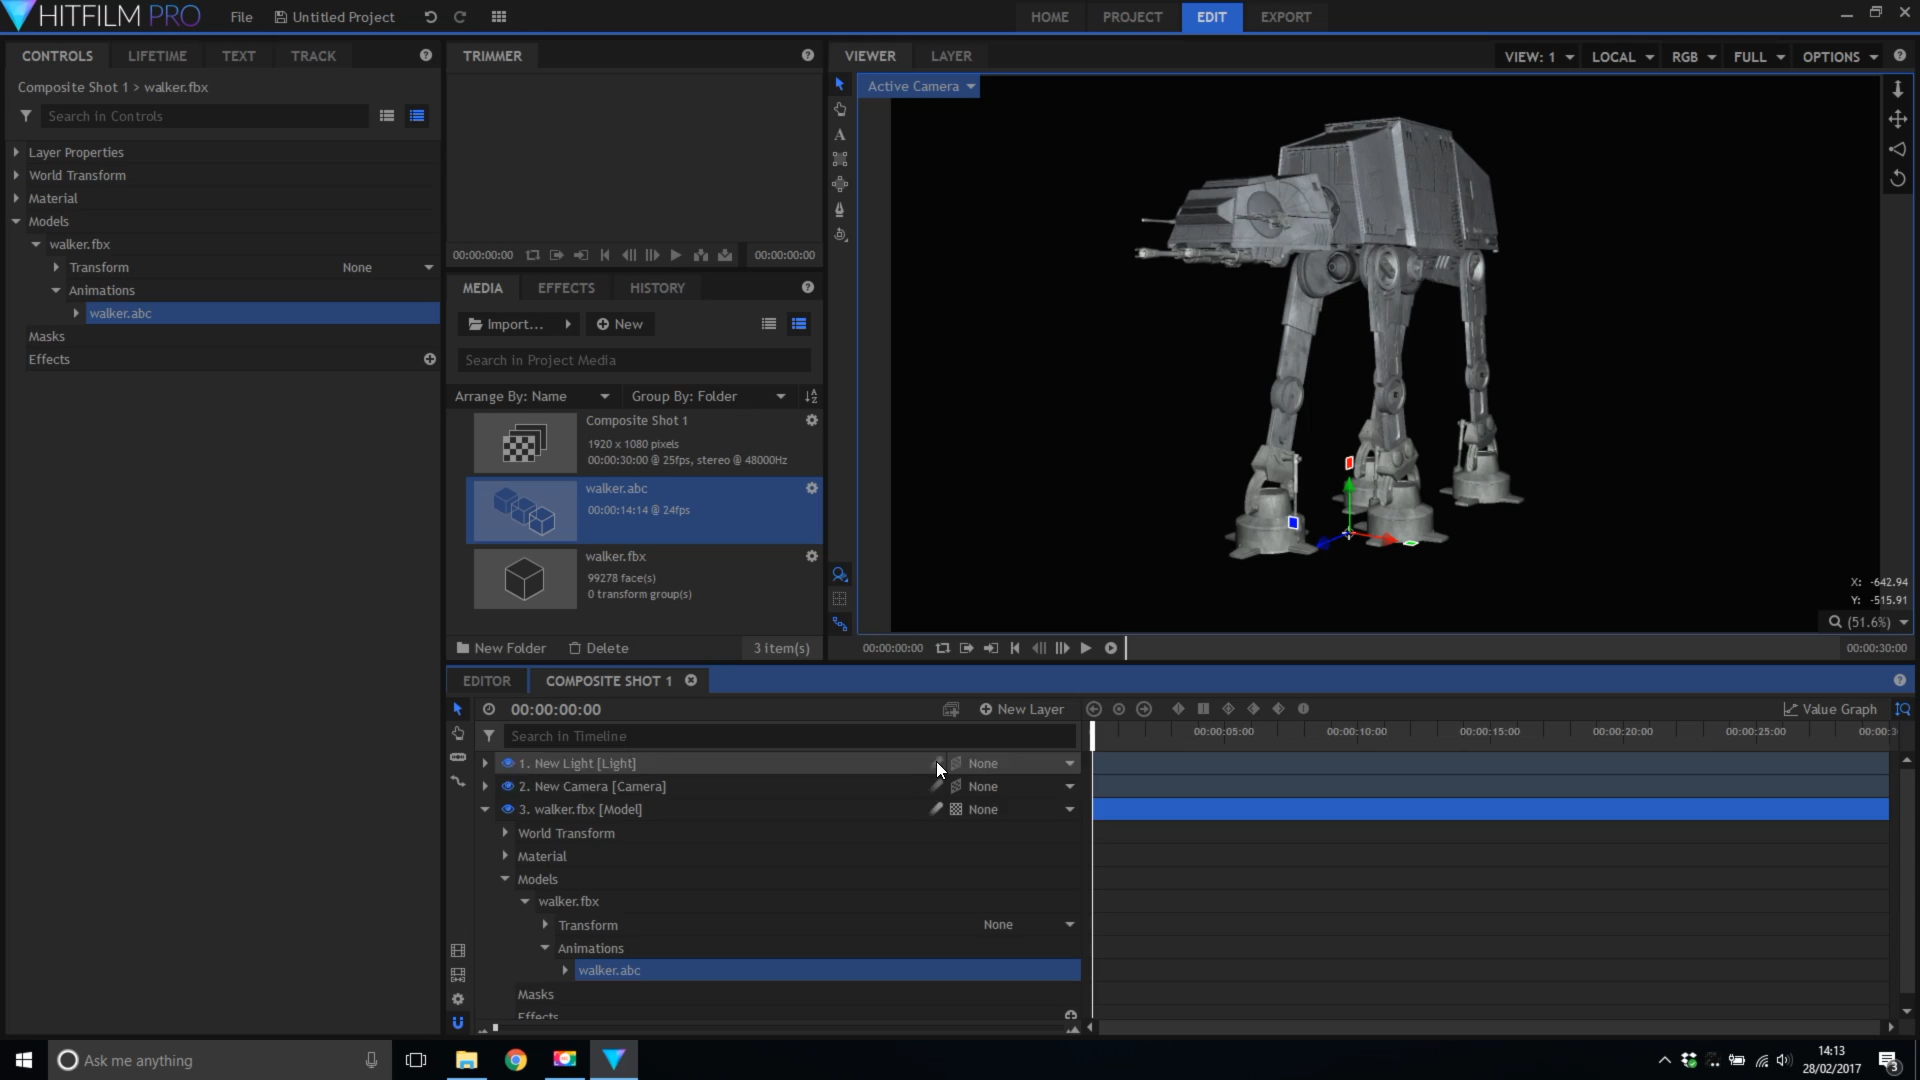 HITFILM PRO File Untitled Project
HOME PROJECT EDIT EXPORT
CONTROLS LIFETIME TEXT TRACK
Composite Shot 1 > walker.fbx
Search in Controls
Layer Properties
World Transform
Material
Models
walker.fbx
Transform None
Animations
walker.abc
Masks
Effects
TRIMMER
00:00:00:00 00:00:00:00
MEDIA EFFECTS HISTORY
Import... New
Search in Project Media
Arrange By: Name Group By: Folder
Composite Shot 1
1920 x 1080 pixels
00:00:30:00 @ 25fps, stereo @ 48000Hz
walker.abc
00:00:14:14 @ 24fps
walker.fbx
99278 face(s)
0 transform group(s)
New Folder Delete 3 item(s)
VIEWER LAYER VIEW: 1 LOCAL RGB FULL OPTIONS
Active Camera
X: -642.94
Y: -515.91
(51.6%)
00:00:00:00 00:00:30:00
EDITOR COMPOSITE SHOT 1
00:00:00:00 New Layer Value Graph
Search in Timeline
00:00:05:00 00:00:10:00 00:00:15:00 00:00:20:00 00:00:25:00 00:00:3
1. New Light [Light] None
2. New Camera [Camera] None
3. walker.fbx [Model] None
World Transform
Material
Models
walker.fbx
Transform None
Animations
walker.abc
Masks
Effects
Ask me anything
14:13
28/02/2017
3